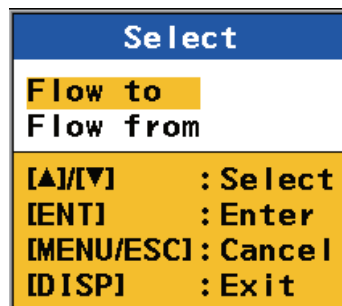 Select
Flow to
Flow from
[▲]/[▼] :Select
[ENT] :Enter
[MENU/ESC]:Cancel
[DISP] :Exit